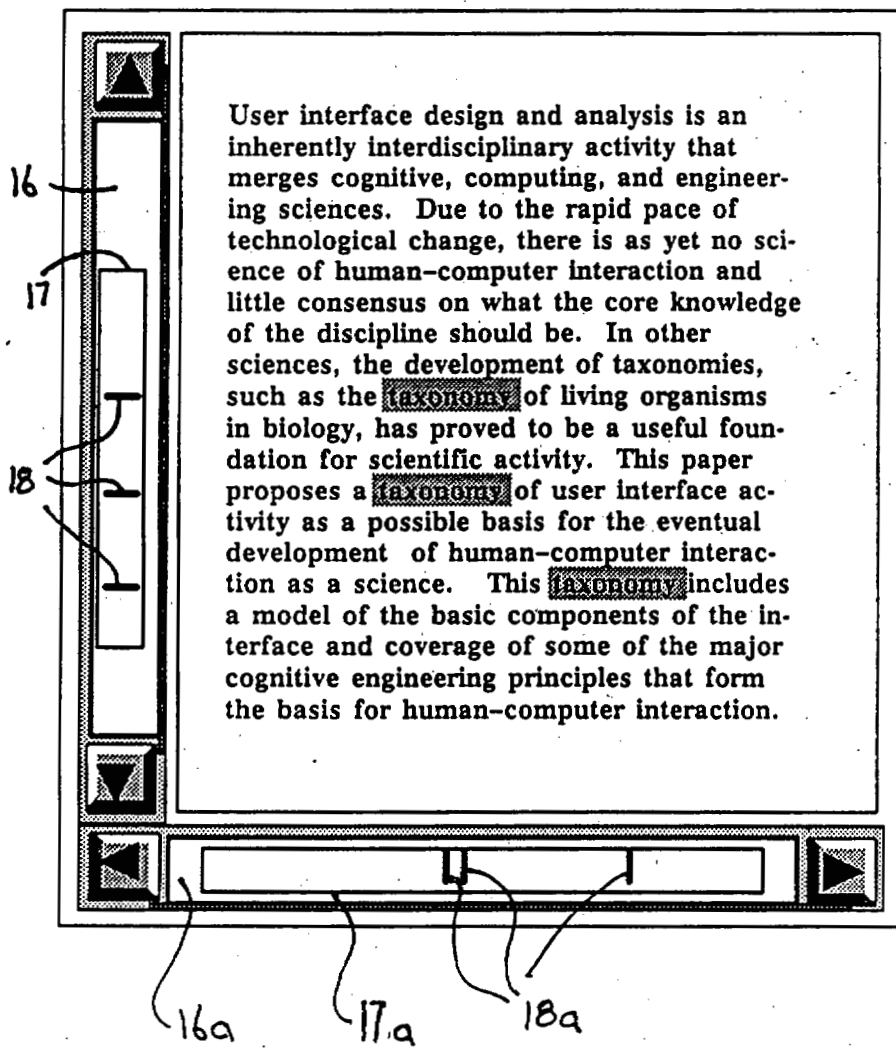 User interface design and analysis is an
inherently interdisciplinary activity that
merges cognitive, computing, and engineer-
ing sciences. Due to the rapid pace of
technological change, there is as yet no sci-
ence of human-computer interaction and
little consensus on what the core knowledge
of the discipline should be. In other
sciences, the development of taxonomies,
such as the taxonomy of living organisms
in biology, has proved to be a useful foun-
dation for scientific activity. This paper
proposes a taxonomy of user interface ac-
tivity as a possible basis for the eventual
development of human-computer interac-
tion as a science. This taxonomy includes
a model of the basic components of the in-
terface and coverage of some of the major
cognitive engineering principles that form
the basis for human-computer interaction.
16
17
18
16a
17a
18a